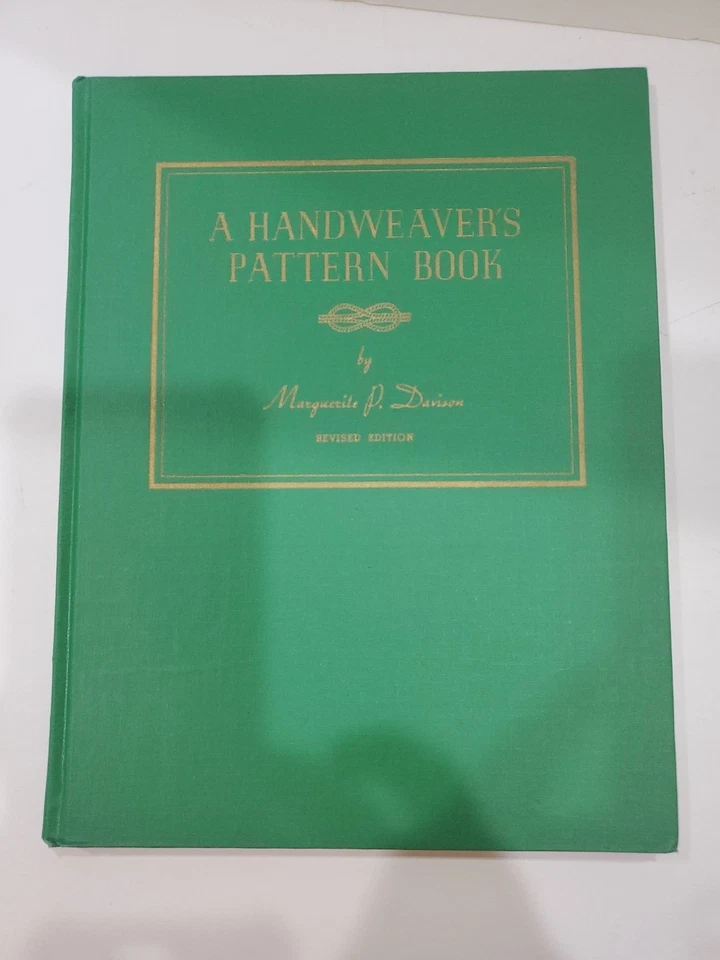 A HANDWEAVER'S
PATTERN BOOK
by
Marguerite P. Davison
REVISED EDITION